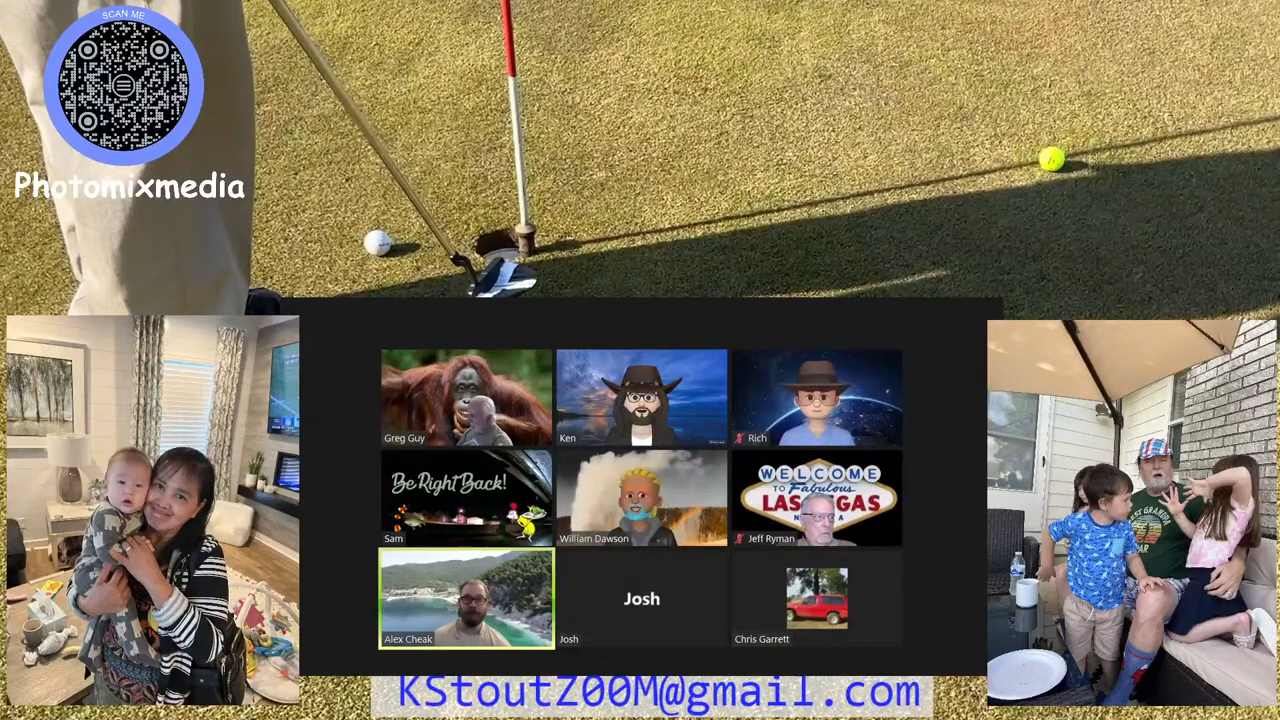 SCAN ME
Photomixmedia
Greg Guy
Ken
Rich
Be Right Back!
Sam
William Dawson
WELCOME
TO Fabulous
LAS VEGAS
Jeff Ryman
Alex Cheak
Josh
Josh
Chris Garrett
KStoutZ00M@gmail.com